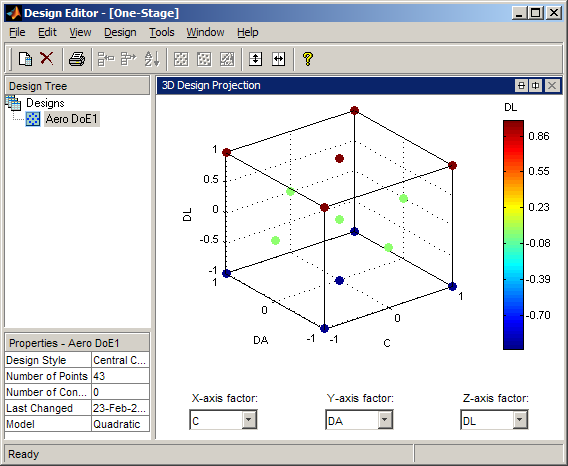 Design Editor - [One-Stage]
File Edit View Design Tools Window Help
Design Tree
Designs
Aero DoE1
Properties - Aero DoE1
Design Style Central C...
Number of Points 43
Number of Con... 0
Last Changed 23-Feb-2...
Model Quadratic
3D Design Projection
DL
1
0.5
0
-0.5
-1
DL
1
0
-1
DA
-1
0
1
C
0.86
0.55
0.23
-0.08
-0.39
-0.70
X-axis factor: Y-axis factor: Z-axis factor:
C DA DL
Ready